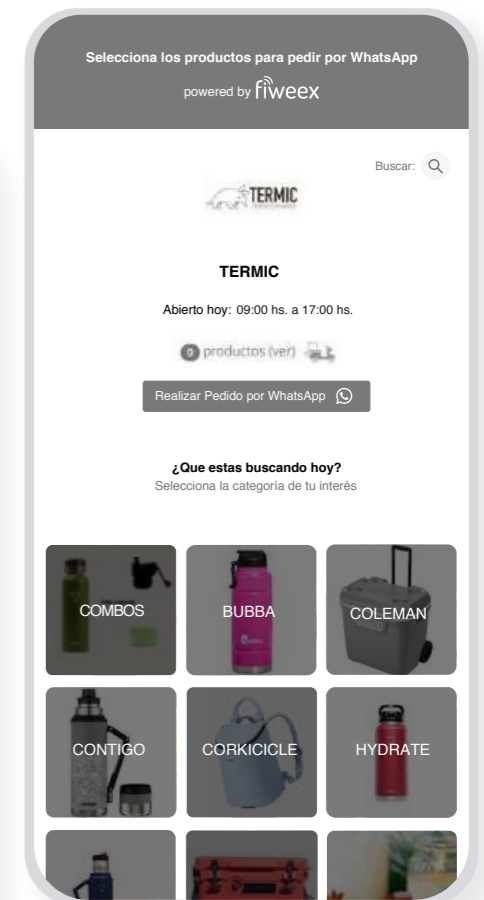 Selecciona los productos para pedir por WhatsApp
powered by fiweex
Buscar:
TERMIC
TERMIC
Abierto hoy: 09:00 hs. a 17:00 hs.
0 productos (ver)
Realizar Pedido por WhatsApp
¿Que estas buscando hoy?
Selecciona la categoría de tu interés
COMBOS
BUBBA
COLEMAN
CONTIGO
CORKICICLE
HYDRATE